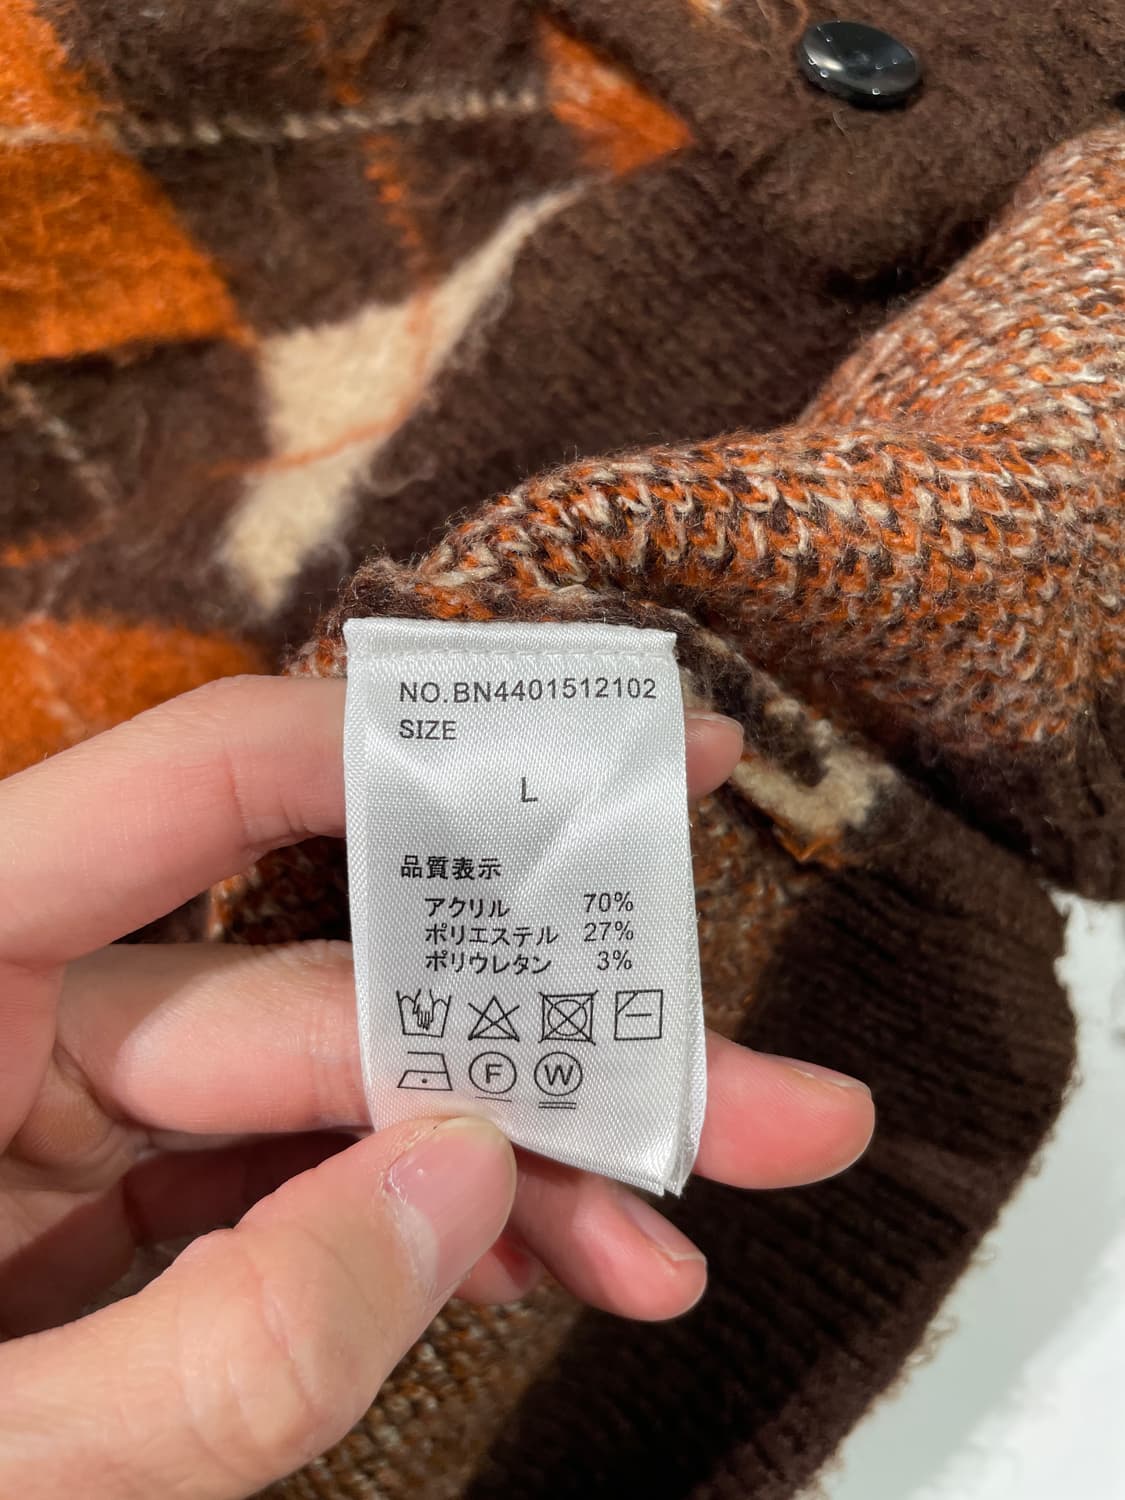 NO.BN4401512102
SIZE
L
品質表示
アクリル 70%
ポリエステル 27%
ポリウレタン 3%
F W